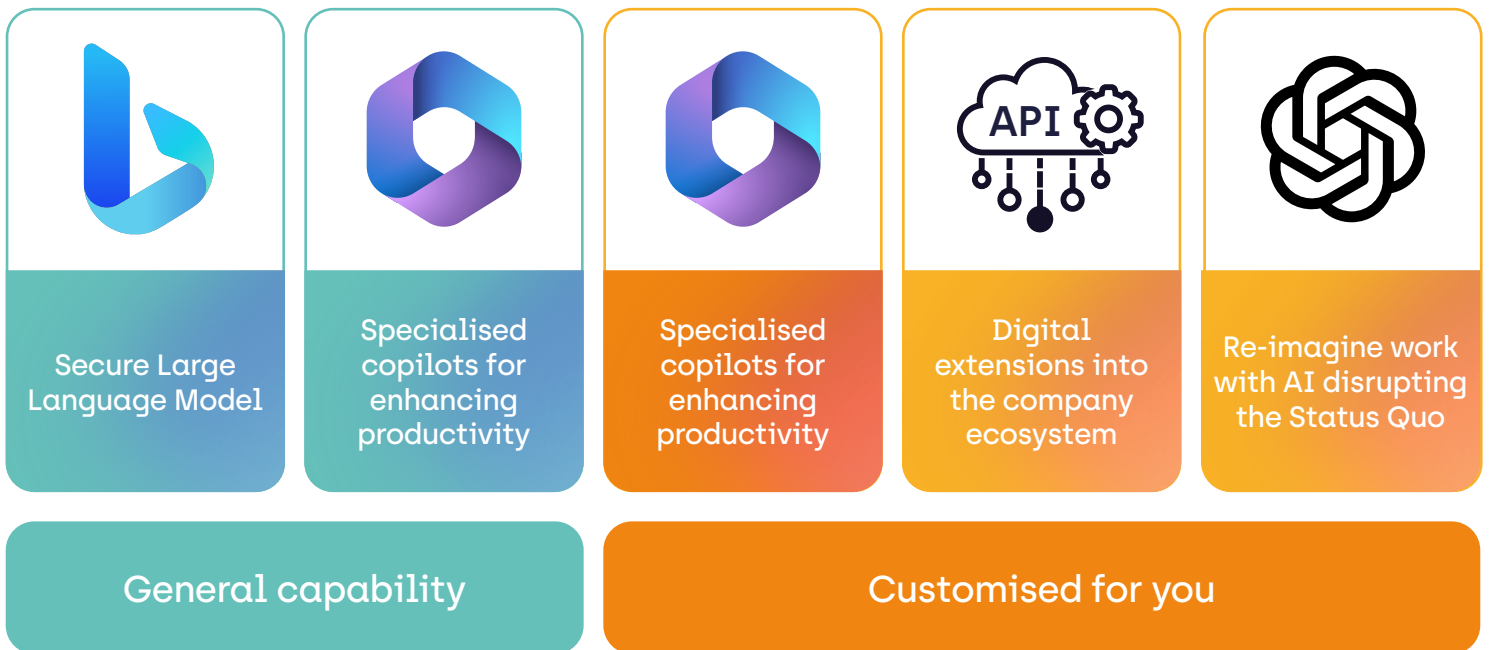 API
Secure Large
Language Model
Specialised
copilots for
enhancing
productivity
Specialised
copilots for
enhancing
productivity
Digital
extensions into
the company
ecosystem
Re-imagine work
with AI disrupting
the Status Quo
General capability
Customised for you